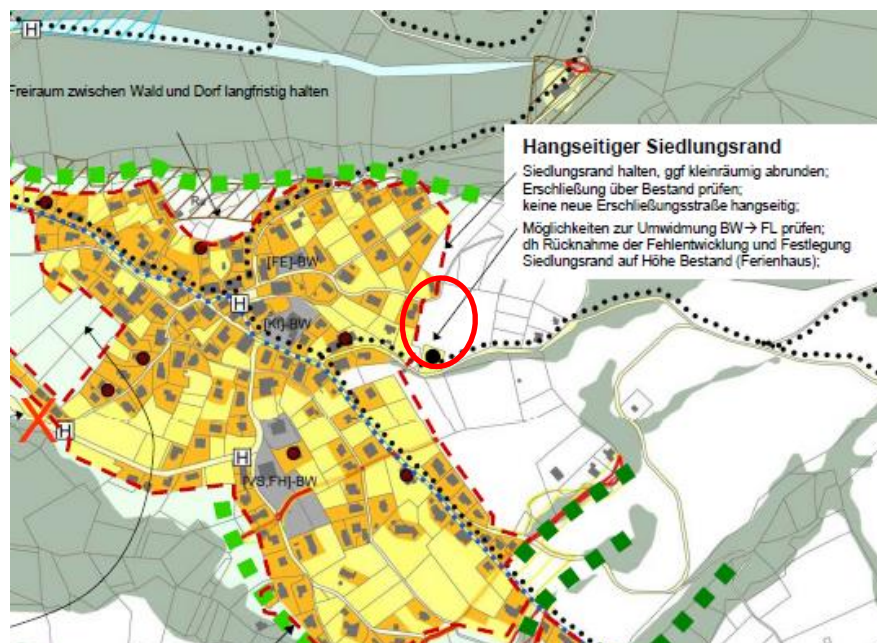 H
Freiraum zwischen Wald und Dorf langfristig halten
Hangseitiger Siedlungsrand
Siedlungsrand halten, ggf kleinräumig abrunden;
Erschließung über Bestand prüfen;
keine neue Erschließungsstraße hangseitig;
Möglichkeiten zur Umwidmung BW→ FL prüfen;
dh Rücknahme der Fehlentwicklung und Festlegung
Siedlungsrand auf Höhe Bestand (Ferienhaus);
[FE]-BW
H
[KI]-BW
H
H
[VS,FH]-BW